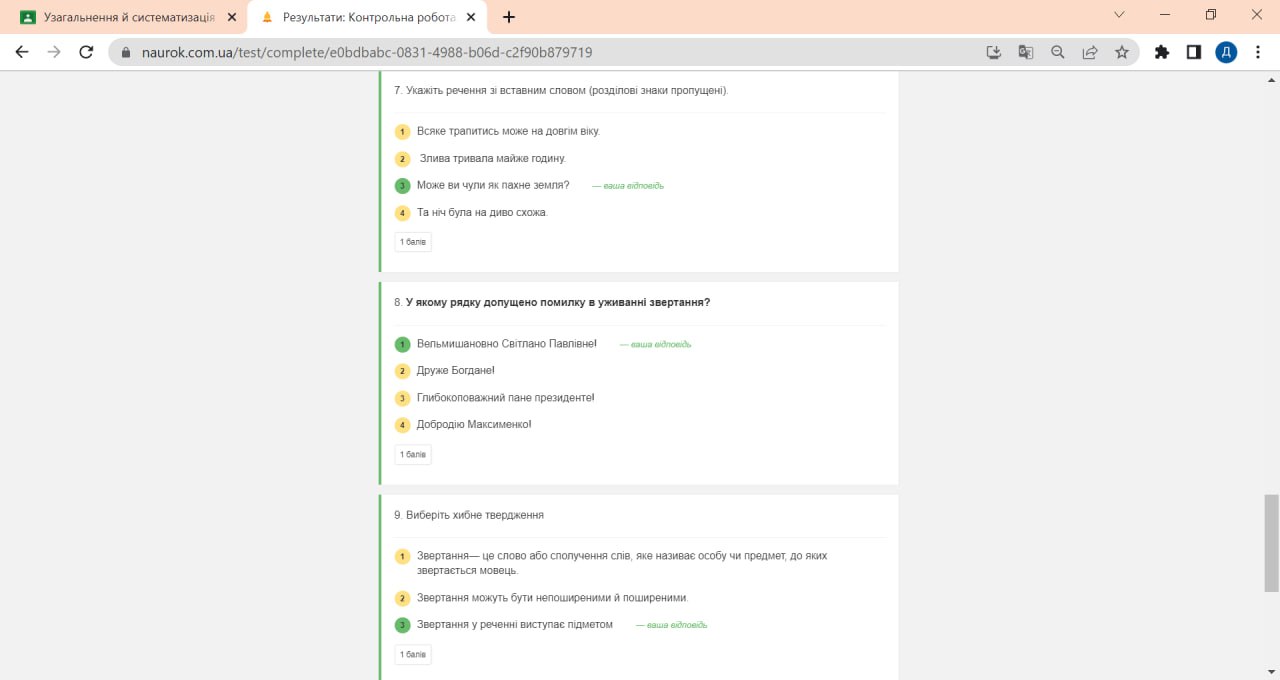 Узагальнення й систематизація
Результати: Контрольна робота
naurok.com.ua/test/complete/e0bdbabc-0831-4988-b06d-c2f90b879719
Д
7. Укажіть речення зі вставним словом (розділові знаки пропущені).
1 Всяке трапитись може на довгім віку.
2 Злива тривала майже годину.
3 Може ви чули як пахне земля? — ваша відповідь
4 Та ніч була на диво схожа.
1 балів
8. У якому рядку допущено помилку в уживанні звертання?
1 Вельмишановно Світлано Павлівне! — ваша відповідь
2 Друже Богдане!
3 Глибокоповажний пане президенте!
4 Добродію Максименко!
1 балів
9. Виберіть хибне твердження
1 Звертання— це слово або сполучення слів, яке називає особу чи предмет, до яких
звертається мовець.
2 Звертання можуть бути непоширеними й поширеними.
3 Звертання у реченні виступає підметом — ваша відповідь
1 балів